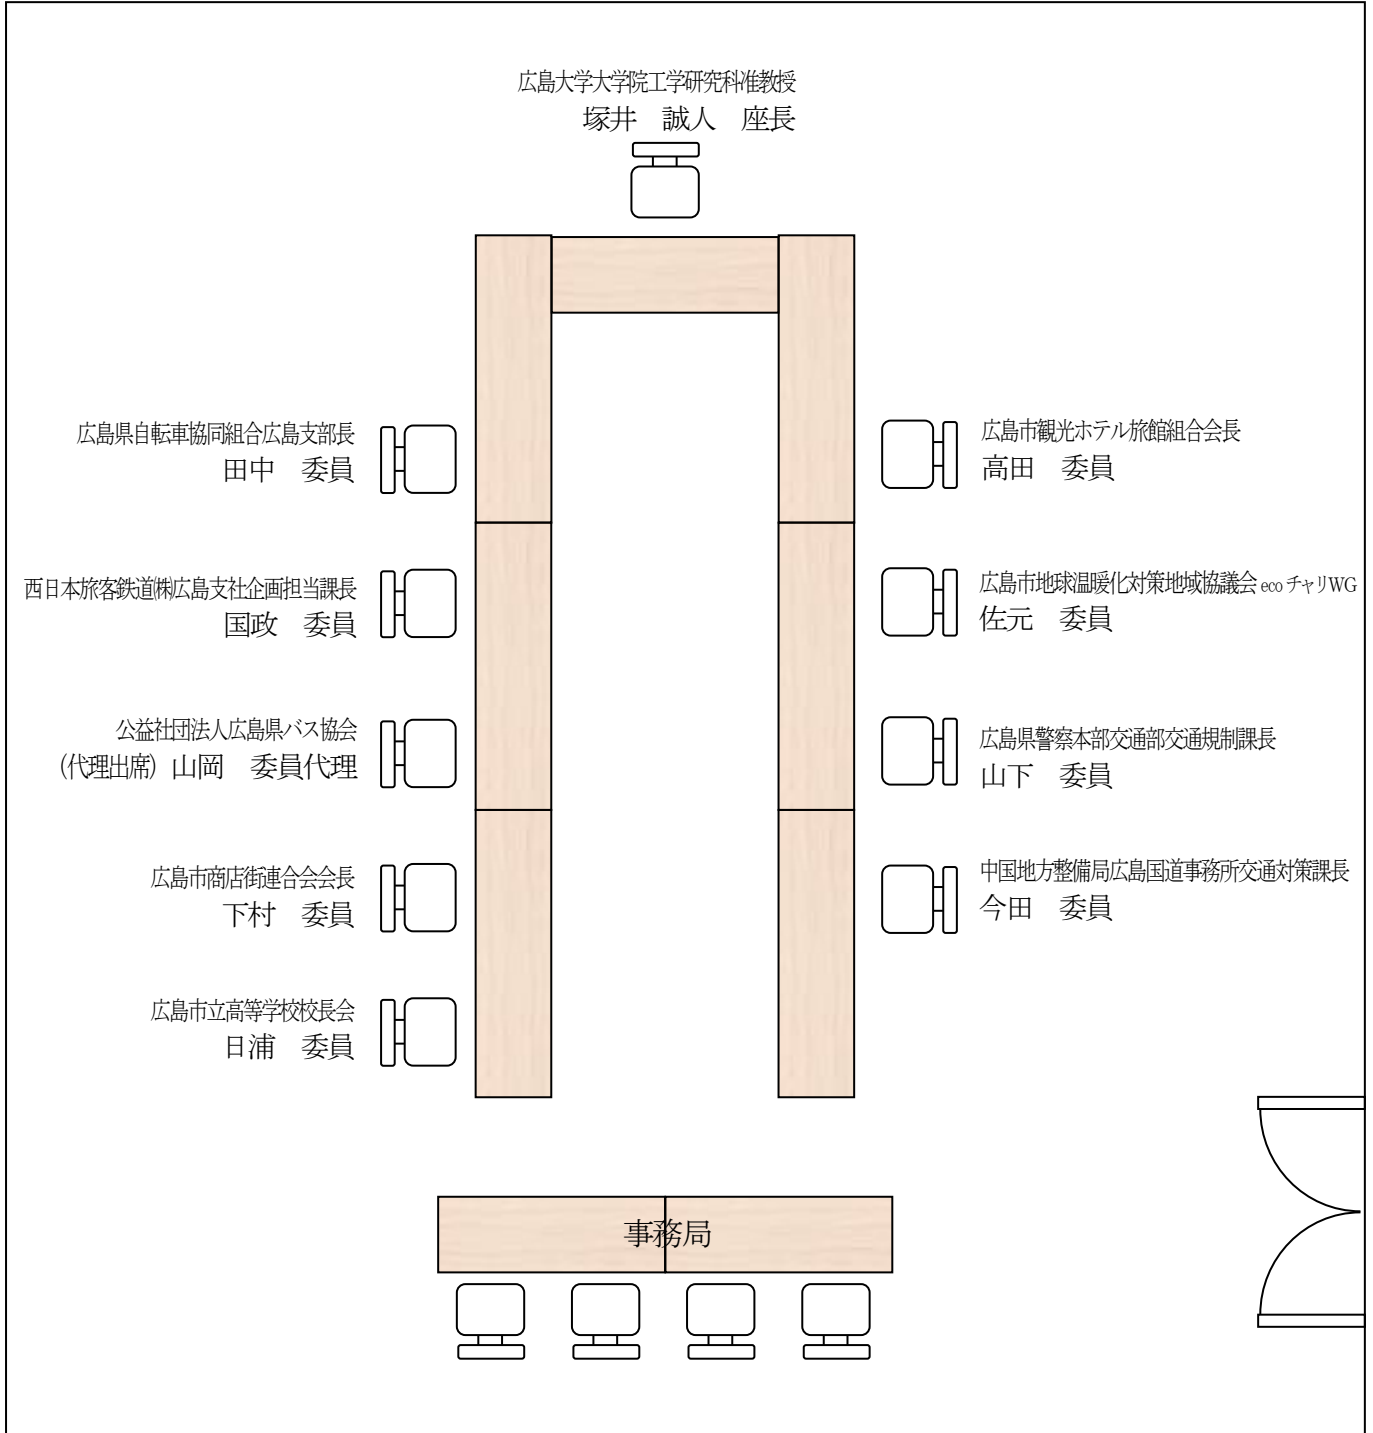 広島大学大学院工学研究科准教授
塚井　誠人　座長
広島県自転車協同組合広島支部長
田中　委員
西日本旅客鉄道㈱広島支社企画担当課長
国政　委員
公益社団法人広島県バス協会
（代理出席）山岡　委員代理
広島市商店街連合会会長
下村　委員
広島市立高等学校校長会
日浦　委員
広島市観光ホテル旅館組合会長
高田　委員
広島市地球温暖化対策地域協議会 eco チャリWG
佐元　委員
広島県警察本部交通部交通規制課長
山下　委員
中国地方整備局広島国道事務所交通対策課長
今田　委員
事務局